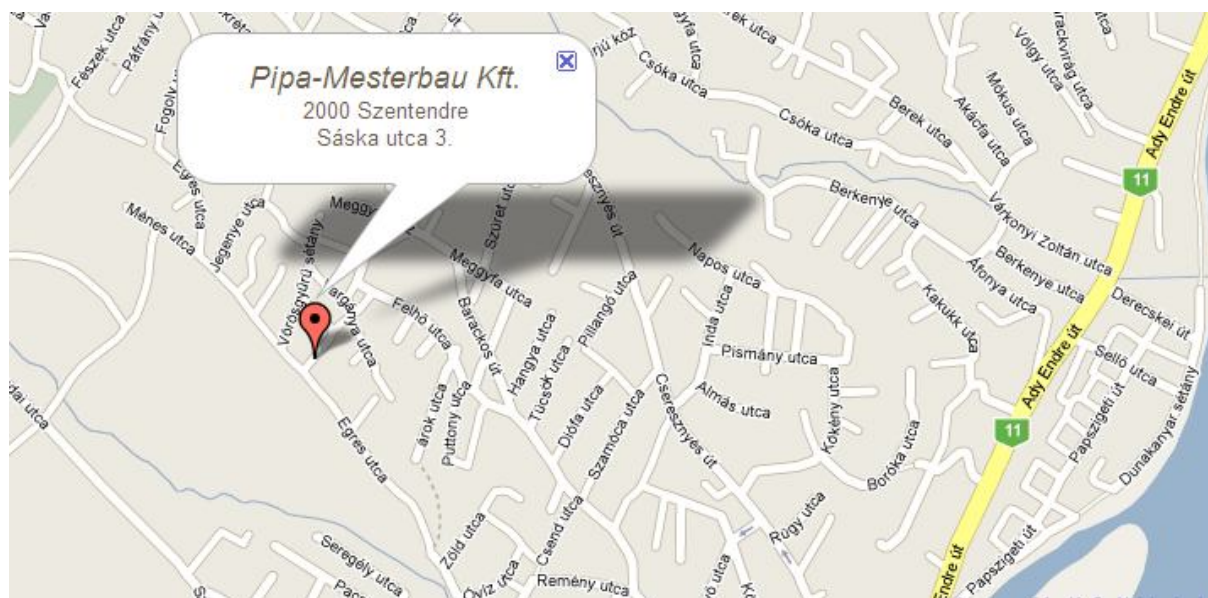 Pipa-Mesterbau Kft.
2000 Szentendre
Sáska utca 3.
Fészek utca
Páfrány utca
Fogoly utca
Csóka utca
Csóka utca
Berek utca
Völgy utca
Mókus utca
Akácfa utca
Ady Endre út
11
Egres utca
Ménes utca
Jegenye utca
Vörösgyűrű sétány
Szüret utca
Meggyfa utca
Napos utca
Berkenye utca
Várkonyi Zoltán utca
Áfonya utca
Berkenye utca
Derecskei út
Kakukk utca
Felhő utca
Barackos út
Pillangó utca
Inda utca
Pismány utca
Hangya utca
Tücsök utca
Diófa utca
Szamóca utca
Almás utca
Cseresznyés út
Kökény utca
Boróka utca
Ady Endre út
11
Selló utca
Papszigeti út
Dunakanyar sétány
árok utca
Puttony utca
Egres utca
Zöld utca
Csend utca
Rügy utca
Papszigeti út
Seregély utca
Remény utca